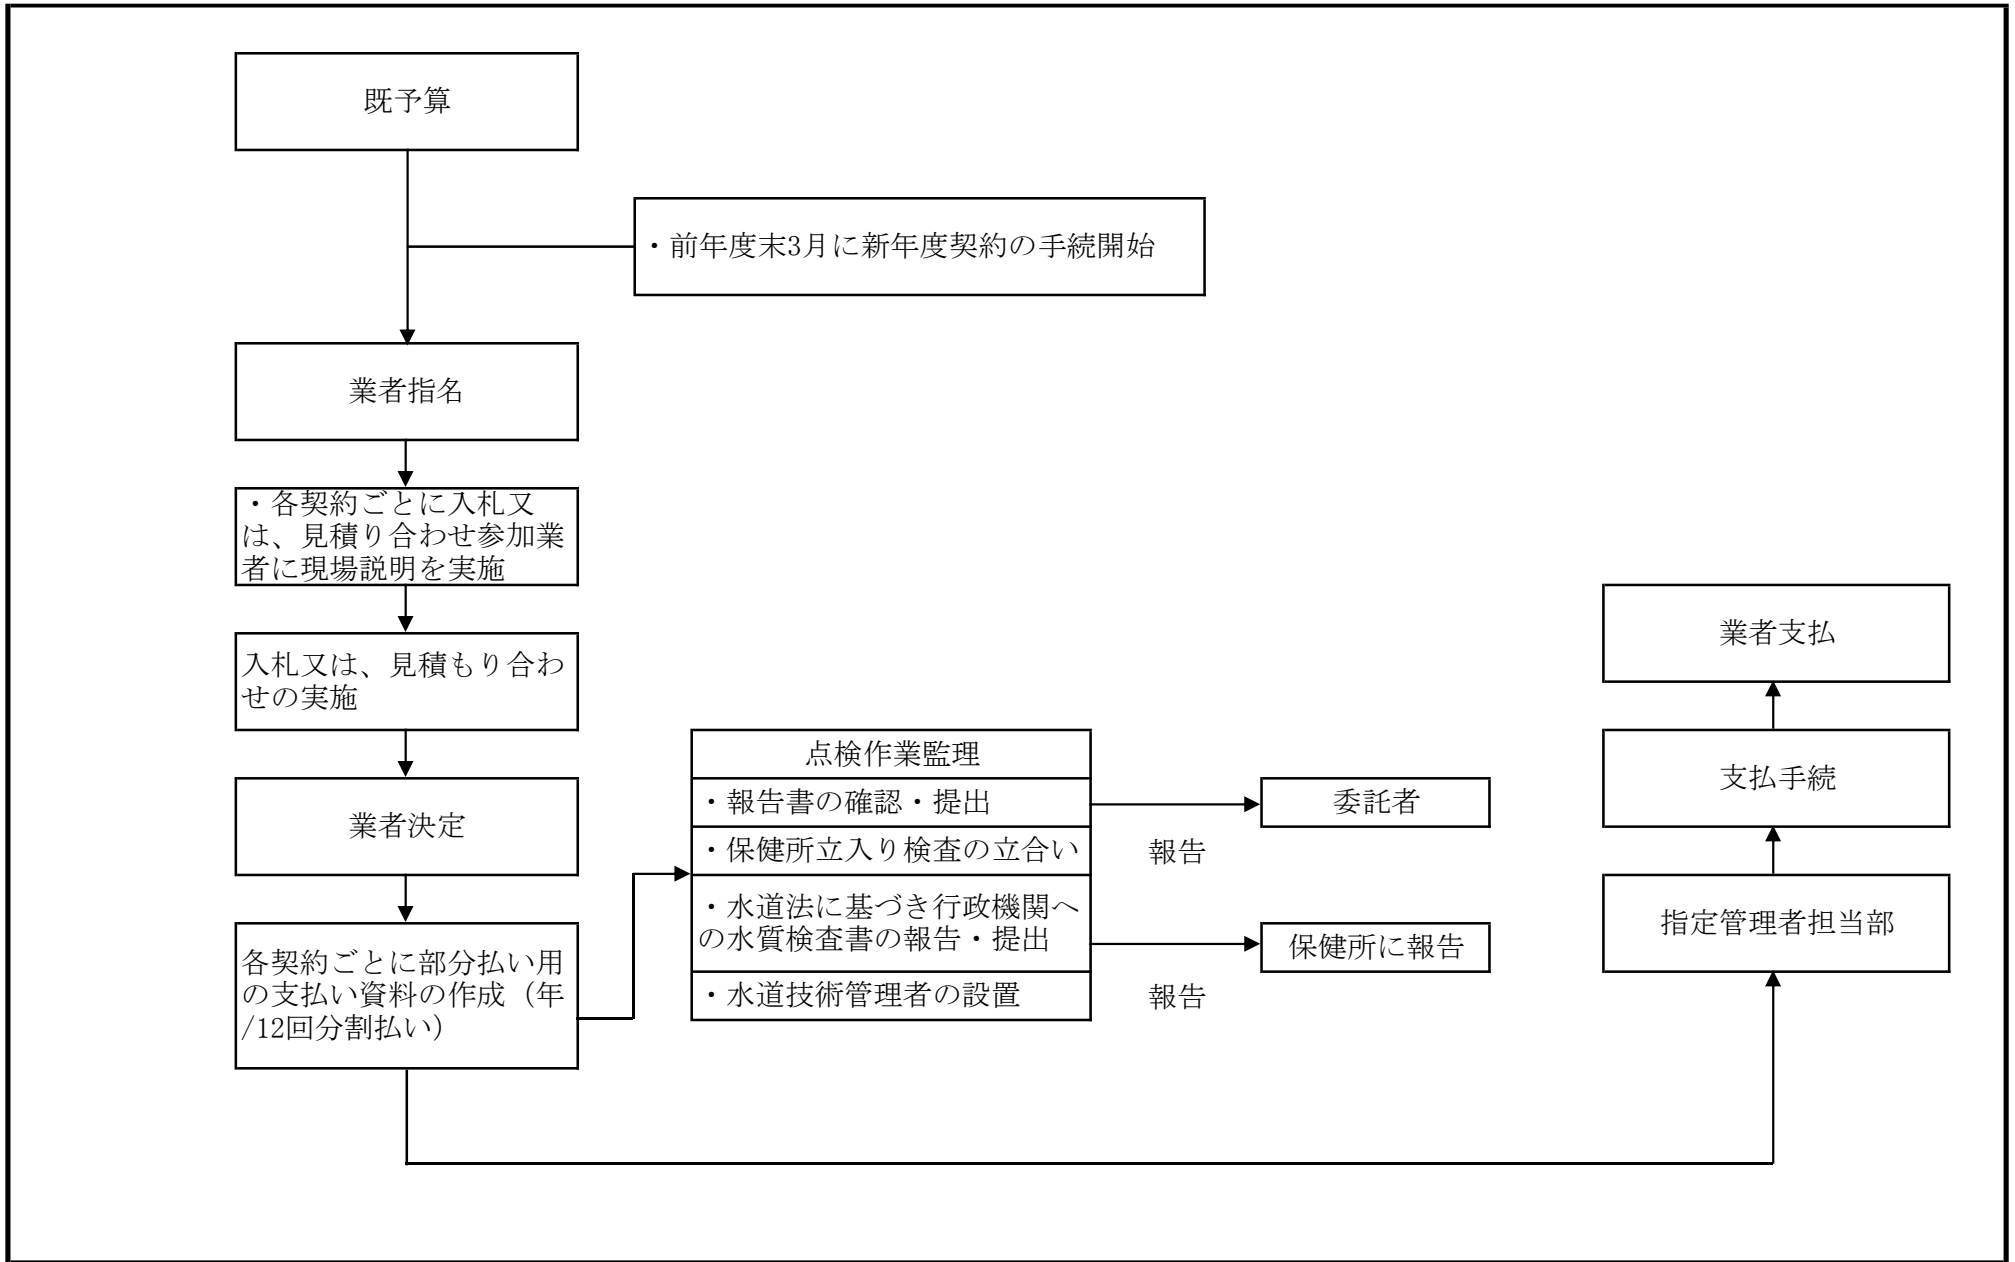 既予算
・前年度末3月に新年度契約の手続開始
業者指名
・各契約ごとに入札又
は、見積り合わせ参加業
者に現場説明を実施
入札又は、見積もり合わ
せの実施
業者決定
各契約ごとに部分払い用
の支払い資料の作成（年
/12回分割払い）
点検作業監理
・報告書の確認・提出
・保健所立入り検査の立合い
・水道法に基づき行政機関へ
の水質検査書の報告・提出
・水道技術管理者の設置
委託者
報告
保健所に報告
報告
業者支払
支払手続
指定管理者担当部